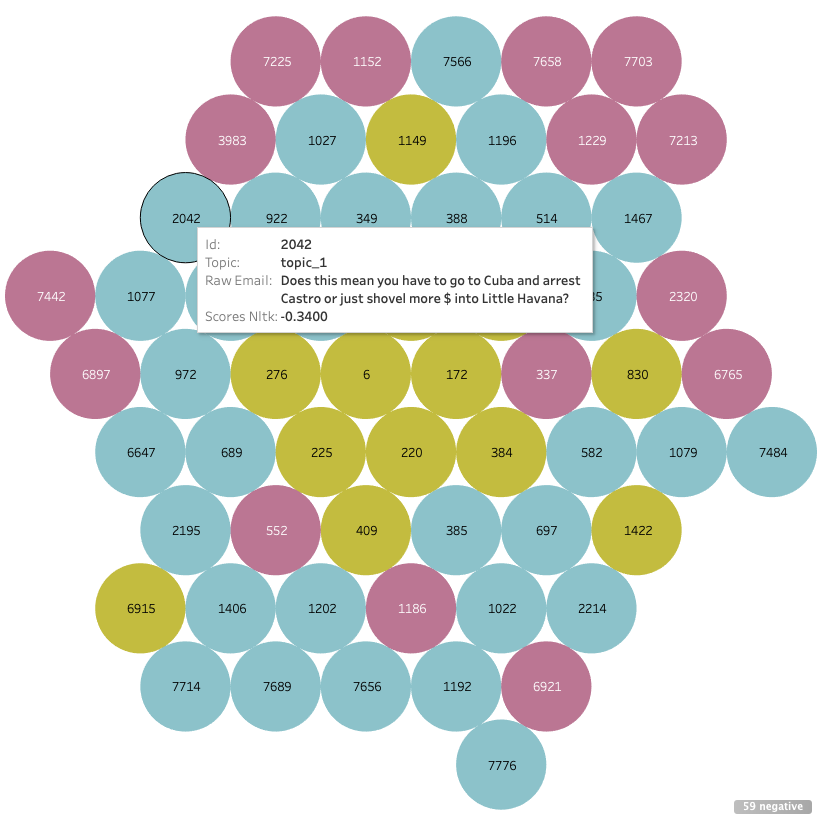 7225 1152 7566 7658 7703
3983 1027 1149 1196 1229 7213
2042 922 349 388 514 1467
Id: 2042
Topic: topic_1
Raw Email: Does this mean you have to go to Cuba and arrest
Castro or just shovel more $ into Little Havana?
Scores Nltk: -0.3400
7442 1077 2320
6897 972 276 6 172 337 830 6765
6647 689 225 220 384 582 1079 7484
2195 552 409 385 697 1422
6915 1406 1202 1186 1022 2214
7714 7689 7656 1192 6921
7776
59 negative